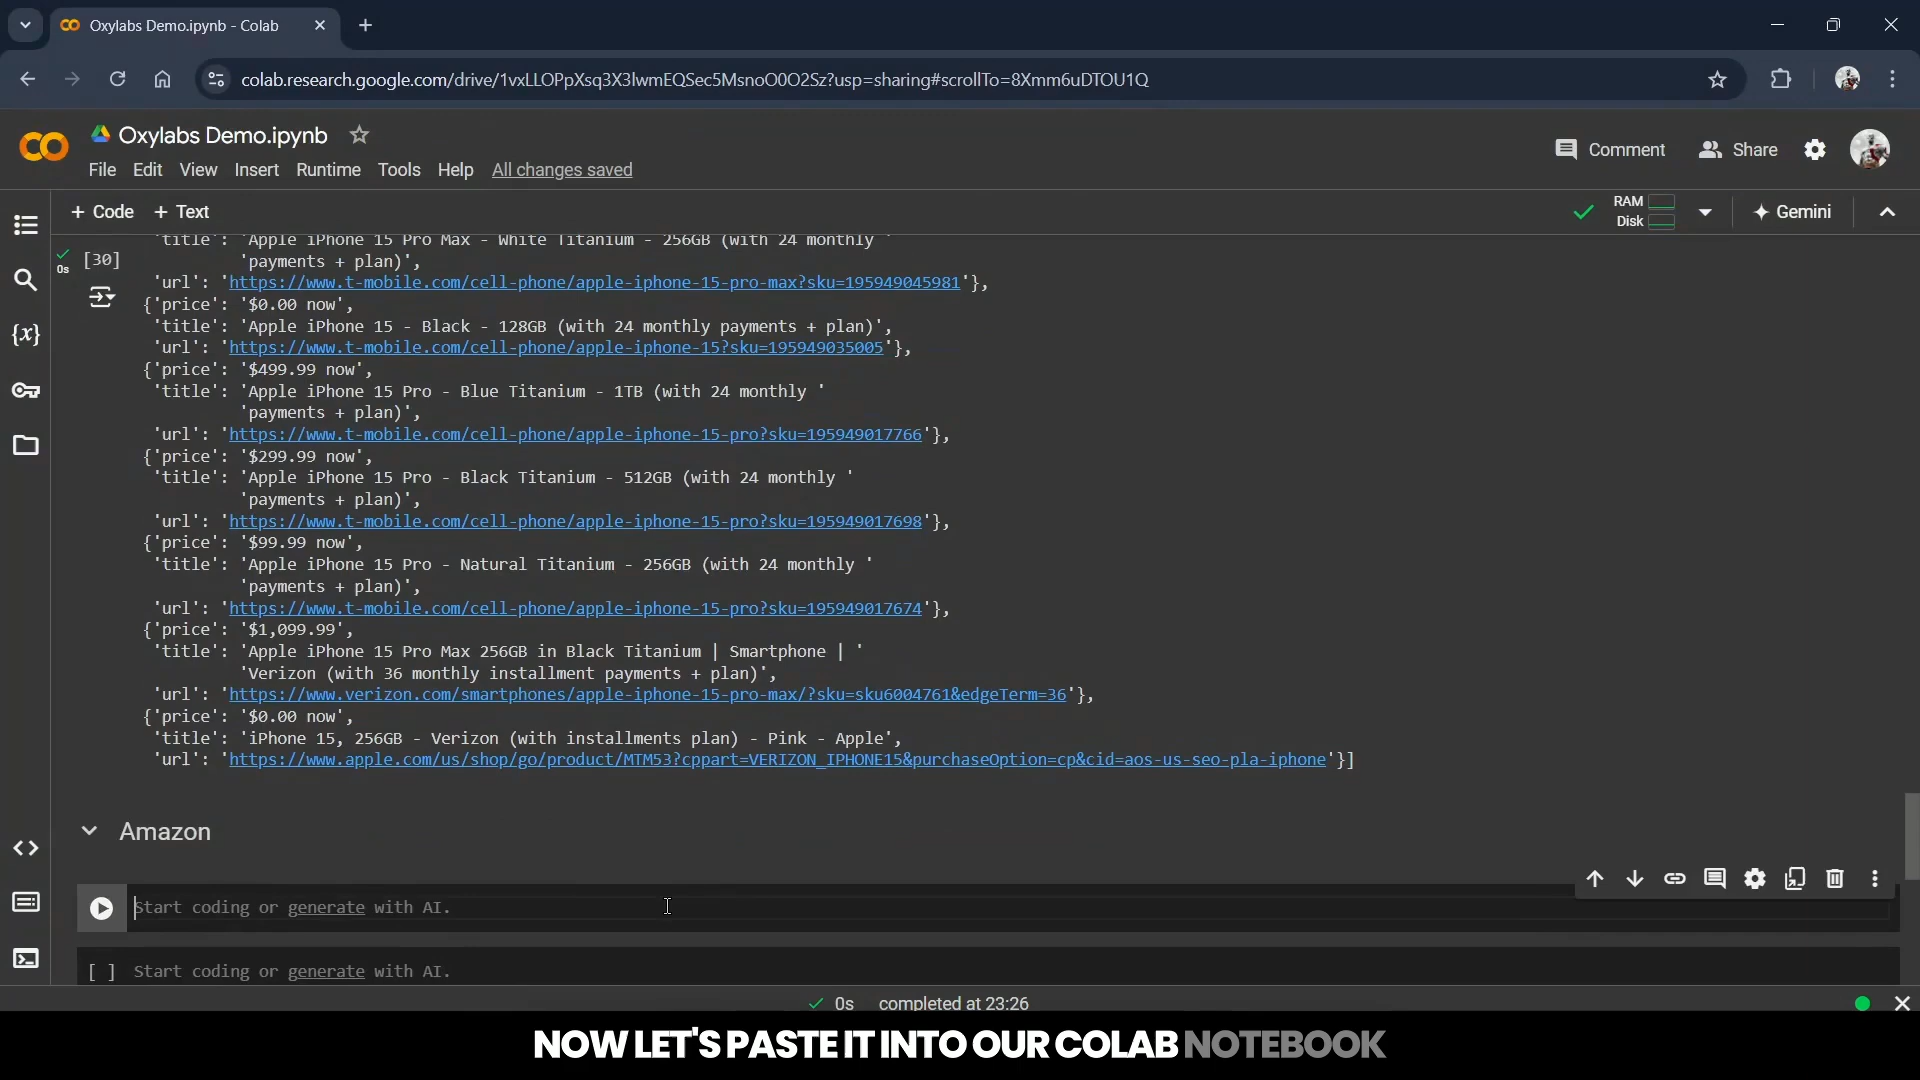 Oxylabs Demo.ipynb - Colab
colab.research.google.com/drive/1vxLLOPpXsq3X3lwmEQSec5MsnoO0O2Sz?usp=sharing#scrollTo=8Xmm6uDTOU1Q
Oxylabs Demo.ipynb
File Edit View Insert Runtime Tools Help All changes saved
Comment Share
+ Code + Text
RAM
Disk
Gemini
[30]
0s
'title': 'Apple iPhone 15 Pro Max - White Titanium - 256GB (with 24 monthly '
'payments + plan)',
'url': 'https://www.t-mobile.com/cell-phone/apple-iphone-15-pro-max?sku=195949045981'},
{'price': '$0.00 now',
'title': 'Apple iPhone 15 - Black - 128GB (with 24 monthly payments + plan)',
'url': 'https://www.t-mobile.com/cell-phone/apple-iphone-15?sku=195949035005'},
{'price': '$499.99 now',
'title': 'Apple iPhone 15 Pro - Blue Titanium - 1TB (with 24 monthly '
'payments + plan)',
'url': 'https://www.t-mobile.com/cell-phone/apple-iphone-15-pro?sku=195949017766'},
{'price': '$299.99 now',
'title': 'Apple iPhone 15 Pro - Black Titanium - 512GB (with 24 monthly '
'payments + plan)',
'url': 'https://www.t-mobile.com/cell-phone/apple-iphone-15-pro?sku=195949017698'},
{'price': '$99.99 now',
'title': 'Apple iPhone 15 Pro - Natural Titanium - 256GB (with 24 monthly '
'payments + plan)',
'url': 'https://www.t-mobile.com/cell-phone/apple-iphone-15-pro?sku=195949017674'},
{'price': '$1,099.99',
'title': 'Apple iPhone 15 Pro Max 256GB in Black Titanium | Smartphone | '
'Verizon (with 36 monthly installment payments + plan)',
'url': 'https://www.verizon.com/smartphones/apple-iphone-15-pro-max/?sku=sku6004761&edgeTerm=36'},
{'price': '$0.00 now',
'title': 'iPhone 15, 256GB - Verizon (with installments plan) - Pink - Apple',
'url': 'https://www.apple.com/us/shop/go/product/MTM53?cppart=VERIZON_IPHONE15&purchaseOption=cp&cid=aos-us-seo-pla-iphone'}]
Amazon
Start coding or generate with AI.
[ ] Start coding or generate with AI.
0s completed at 23:26
NOW LET'S PASTE IT INTO OUR COLAB NOTEBOOK